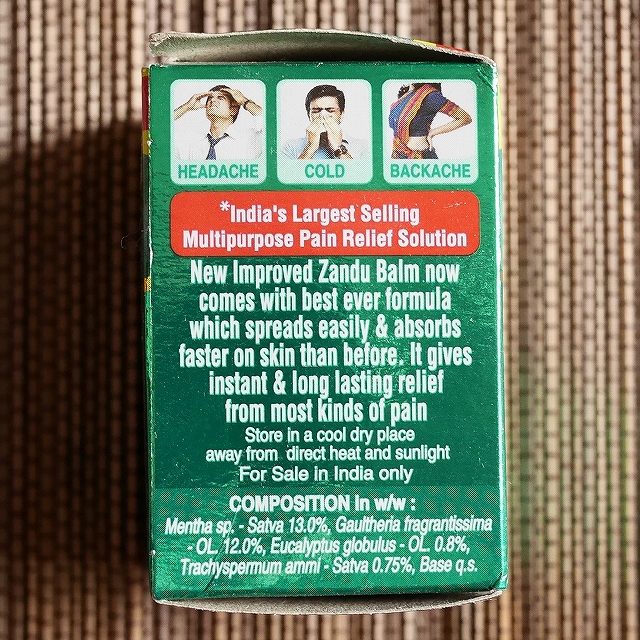 HEADACHE COLD BACKACHE
*India's Largest Selling
Multipurpose Pain Relief Solution
New Improved Zandu Balm now
comes with best ever formula
which spreads easily & absorbs
faster on skin than before. It gives
instant & long lasting relief
from most kinds of pain
Store in a cool dry place
away from direct heat and sunlight
For Sale in India only
COMPOSITION in w/w :
Mentha sp. - Satva 13.0%, Gaultheria fragrantissima
- OL. 12.0%, Eucalyptus globulus - OL. 0.8%,
Trachyspermum ammi - Satva 0.75%, Base q.s.